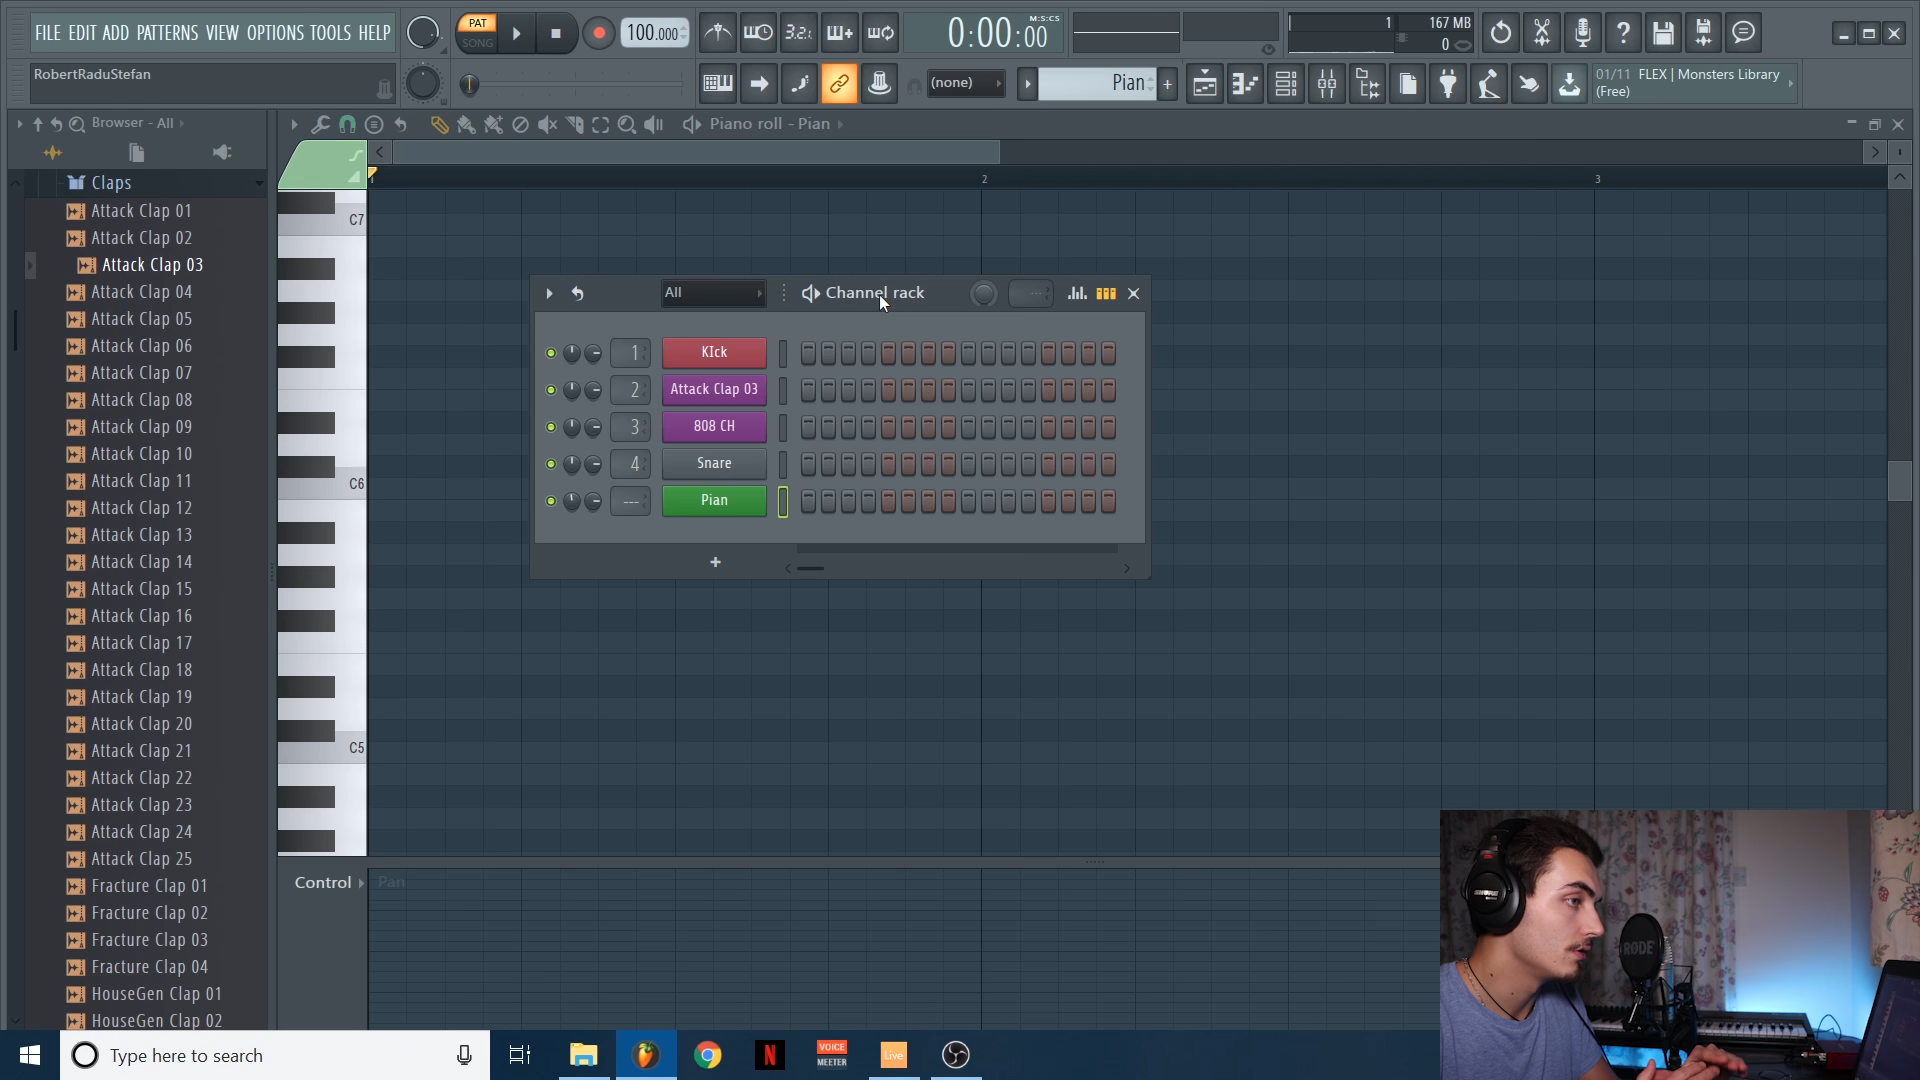 FILE EDIT ADD PATTERNS VIEW OPTIONS TOOLS HELP
PAT
SONG
100.000
3.2.
0:00:00
M:S:CS
1
167 MB
0
RobertRaduStefan
(none)
Pian
01/11 FLEX | Monsters Library
(Free)
Browser - All
Piano roll - Pian
Claps
Attack Clap 01
Attack Clap 02
Attack Clap 03
Attack Clap 04
Attack Clap 05
Attack Clap 06
Attack Clap 07
Attack Clap 08
Attack Clap 09
Attack Clap 10
Attack Clap 11
Attack Clap 12
Attack Clap 13
Attack Clap 14
Attack Clap 15
Attack Clap 16
Attack Clap 17
Attack Clap 18
Attack Clap 19
Attack Clap 20
Attack Clap 21
Attack Clap 22
Attack Clap 23
Attack Clap 24
Attack Clap 25
Fracture Clap 01
Fracture Clap 02
Fracture Clap 03
Fracture Clap 04
HouseGen Clap 01
HouseGen Clap 02
2
3
C7
C6
C5
All
Channel rack
1 KIck
2 Attack Clap 03
3 808 CH
4 Snare
--- Pian
Control
Pan
SHURE
RODE
Type here to search
N
VOICE
MEETER
Live